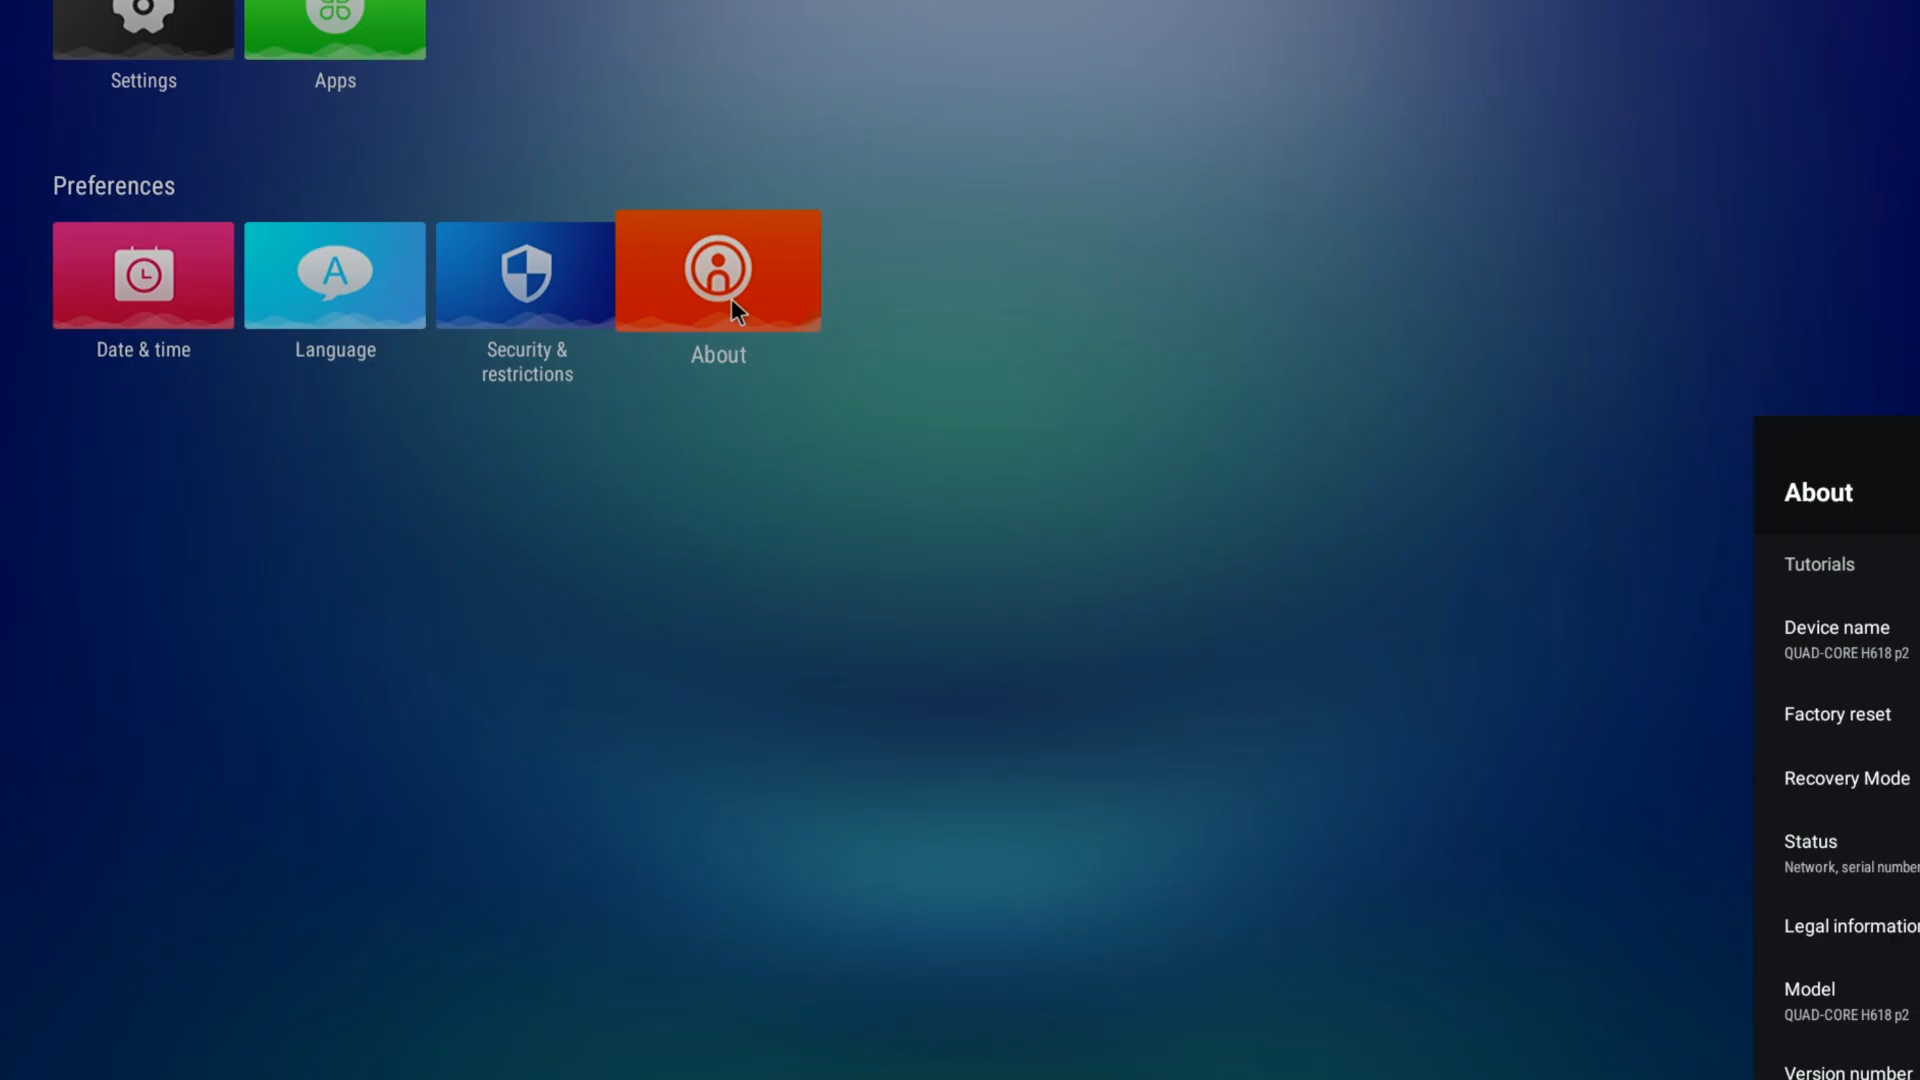 Settings
Apps
Preferences
Date & time
Language
Security &
restrictions
About
About
Tutorials
Device name
QUAD-CORE H618 p2
Factory reset
Recovery Mode
Status
Network, serial number
Legal information
Model
QUAD-CORE H618 p2
Version number